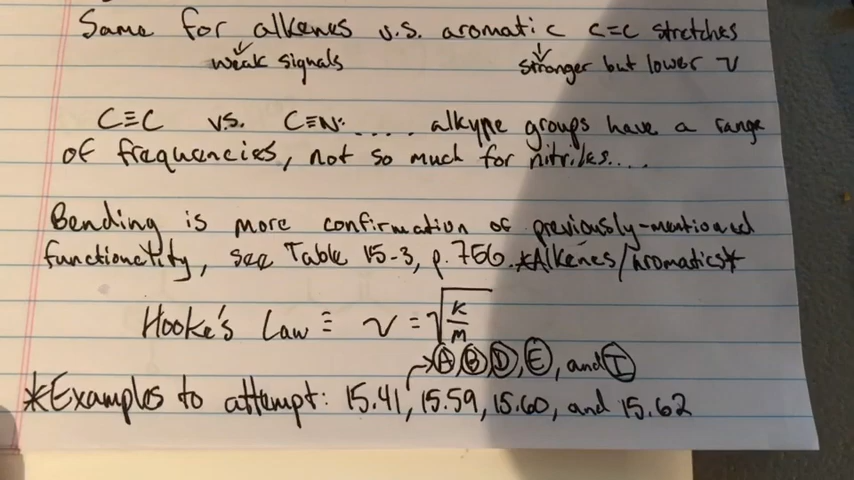 Same for alkenes v.s. aromatic C=C stretches
weak signals stronger but lower ν
C≡C v.s. C≡N: .... alkyne groups have a range
of frequencies, not so much for nitriles....
Bending is more confirmation of previously-mentioned
functionality, see Table 15-3, p.756. *Alkenes/aromatics*
Hooke's Law ≡ ν = √K/m
A, B, D, E, and I
*Examples to attempt: 15.41, 15.59, 15.60, and 15.62